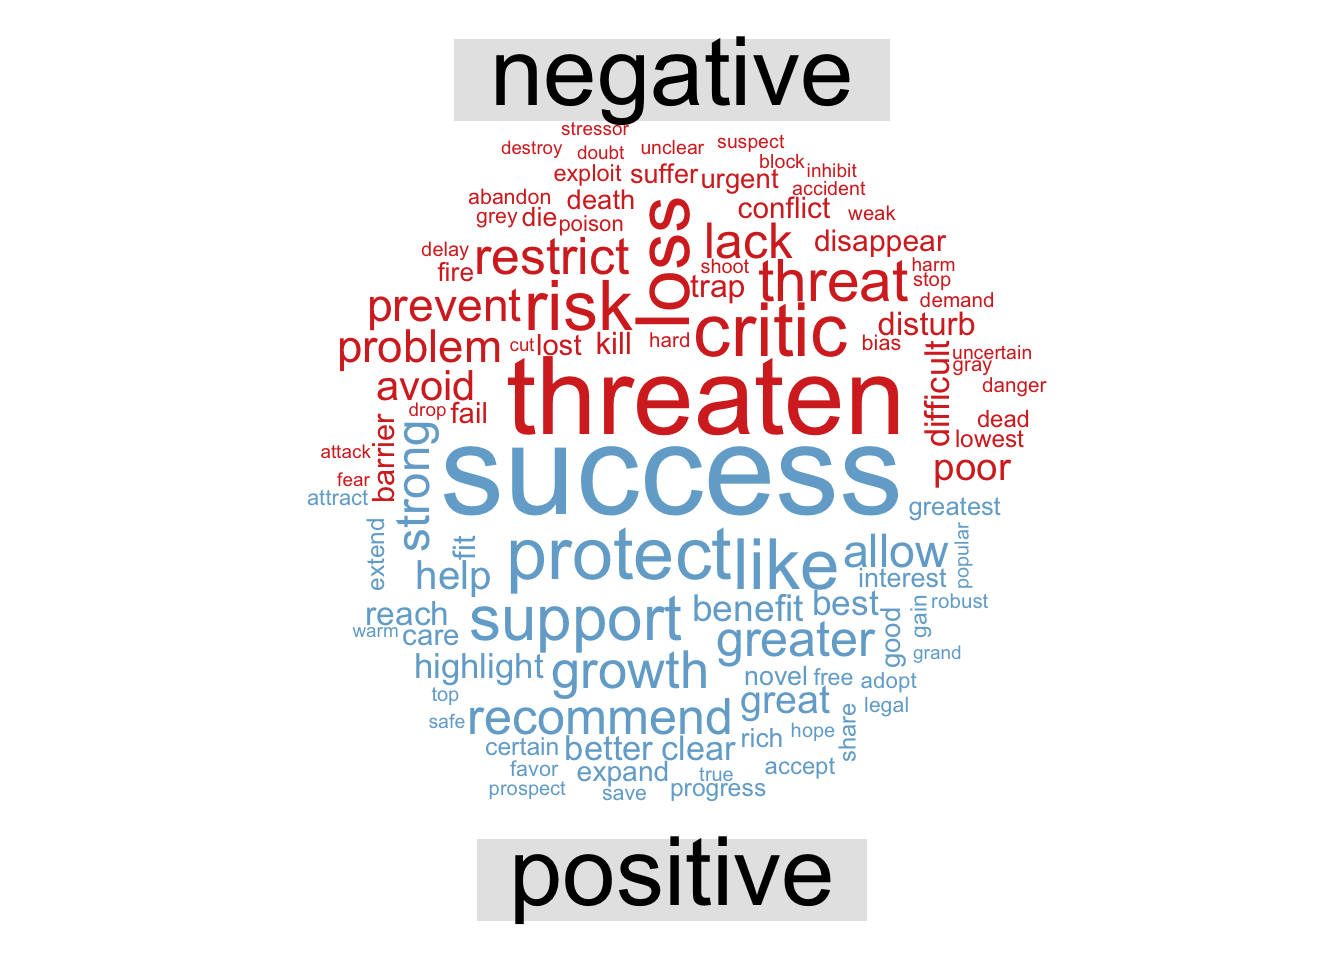 negative
stressor
destroy doubt unclear suspect
block
exploit suffer urgent inhibit
accident
abandon death loss conflict weak
grey die poison
delay restrict lack disappear
fire shoot trap threat harm
stop
prevent risk critic demand
disturb
problem cut lost kill hard bias
difficult uncertain
gray
avoid threaten danger
drop fail dead
barrier lowest
attack poor
fear
attract strong success greatest
extend fit protect like allow popular
help interest
reach support benefit best good gain robust
warm care greater grand
highlight growth novel free adopt
top great legal
safe recommend share
certain better clear rich hope
favor expand true accept
prospect save progress
positive